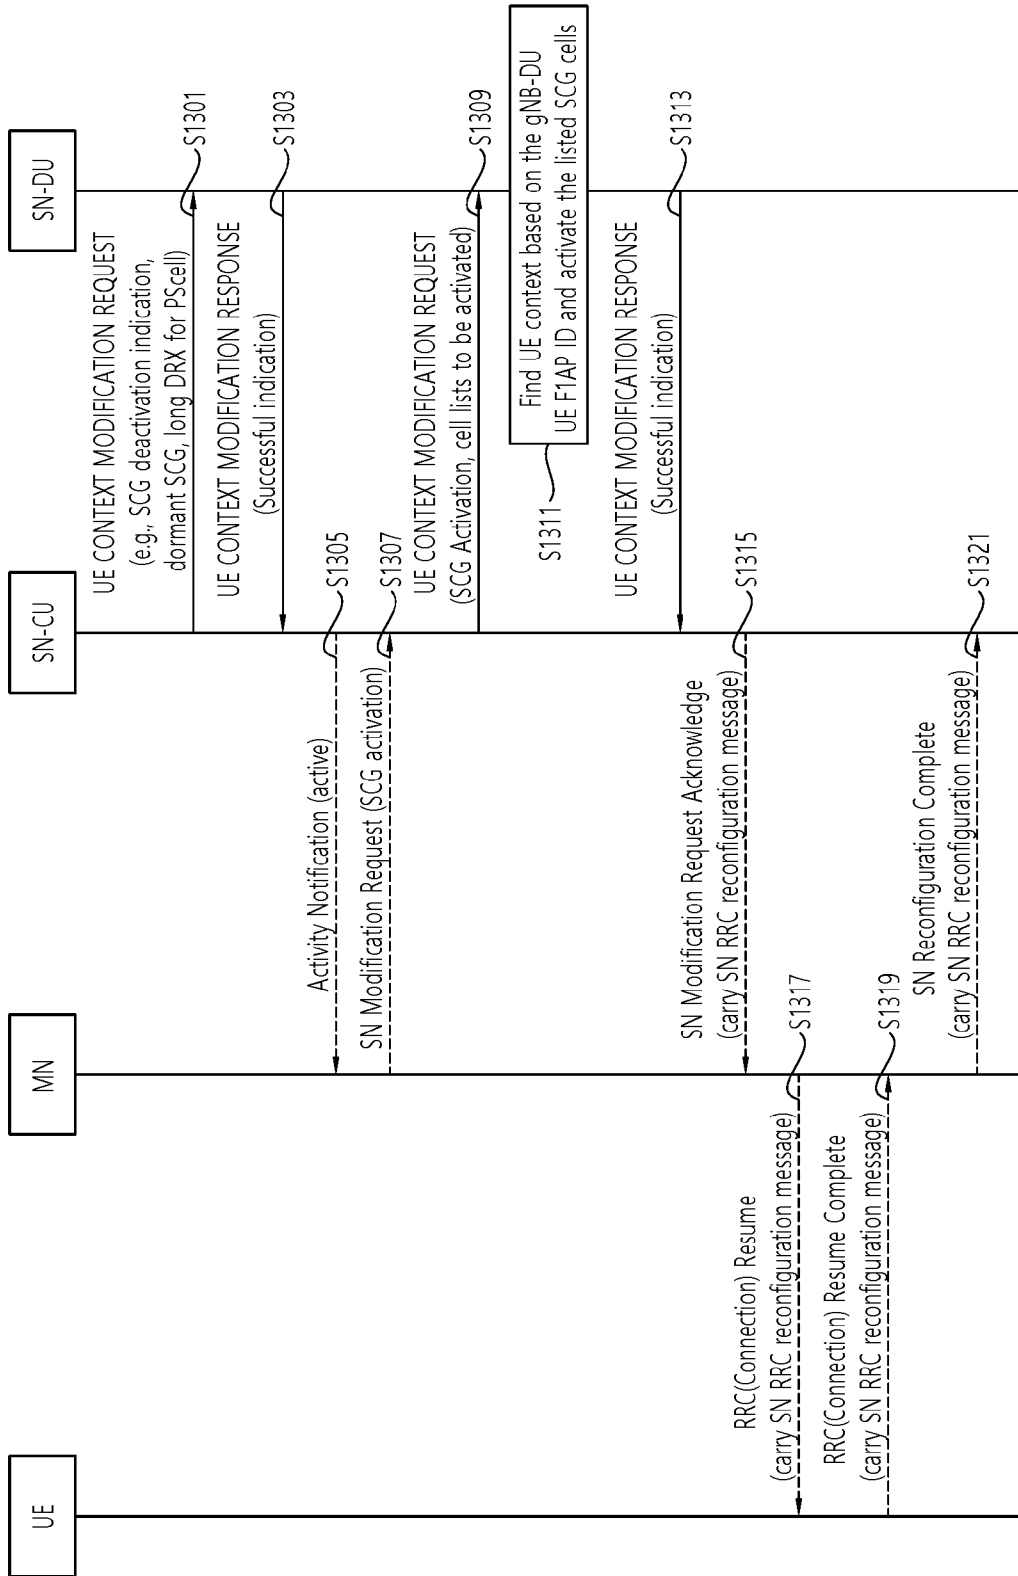 UE
MN
SN-CU
SN-DU
UE CONTEXT MODIFICATION REQUEST
(e.g., SCG deactivation indication,
dormant SCG, long DRX for PScell)
S1301
UE CONTEXT MODIFICATION RESPONSE
(Successful indication)
S1303
Activity Notification (active)
S1305
SN Modification Request (SCG activation)
S1307
UE CONTEXT MODIFICATION REQUEST
(SCG Activation, cell lists to be activated)
S1309
Find UE context based on the gNB-DU
UE F1AP ID and activate the listed SCG cells
S1311
UE CONTEXT MODIFICATION RESPONSE
(Successful indication)
S1313
SN Modification Request Acknowledge
(carry SN RRC reconfiguration message)
S1315
RRC(Connection) Resume
(carry SN RRC reconfiguration message)
S1317
RRC(Connection) Resume Complete
(carry SN RRC reconfiguration message)
S1319
SN Reconfiguration Complete
(carry SN RRC reconfiguration message)
S1321